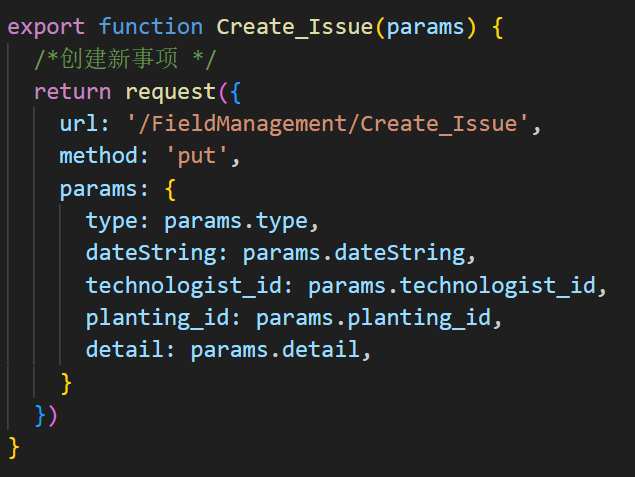 export function Create_Issue(params) {
/*创建新事项 */
return request({
url: '/FieldManagement/Create_Issue',
method: 'put',
params: {
type: params.type,
dateString: params.dateString,
technologist_id: params.technologist_id,
planting_id: params.planting_id,
detail: params.detail,
}
})
}